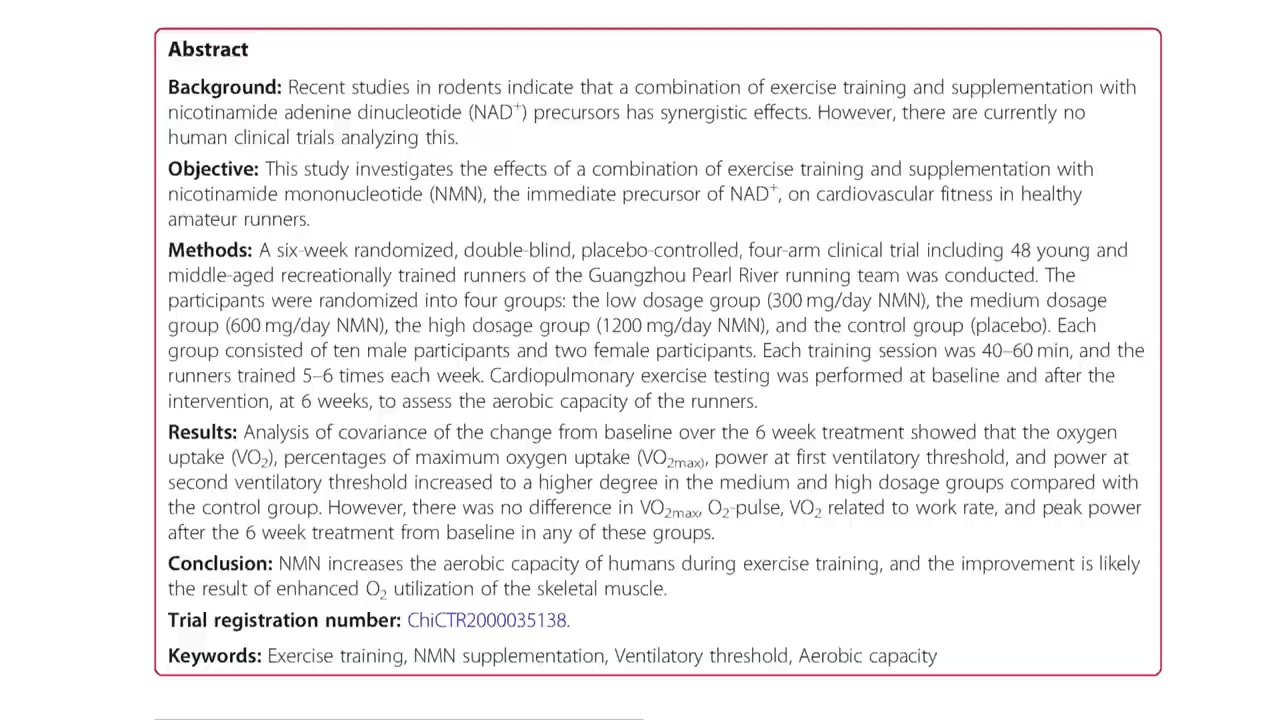 Abstract
Background: Recent studies in rodents indicate that a combination of exercise training and supplementation with
nicotinamide adenine dinucleotide (NAD⁺) precursors has synergistic effects. However, there are currently no
human clinical trials analyzing this.
Objective: This study investigates the effects of a combination of exercise training and supplementation with
nicotinamide mononucleotide (NMN), the immediate precursor of NAD⁺, on cardiovascular fitness in healthy
amateur runners.
Methods: A six-week randomized, double-blind, placebo-controlled, four-arm clinical trial including 48 young and
middle-aged recreationally trained runners of the Guangzhou Pearl River running team was conducted. The
participants were randomized into four groups: the low dosage group (300 mg/day NMN), the medium dosage
group (600 mg/day NMN), the high dosage group (1200 mg/day NMN), and the control group (placebo). Each
group consisted of ten male participants and two female participants. Each training session was 40–60 min, and the
runners trained 5–6 times each week. Cardiopulmonary exercise testing was performed at baseline and after the
intervention, at 6 weeks, to assess the aerobic capacity of the runners.
Results: Analysis of covariance of the change from baseline over the 6 week treatment showed that the oxygen
uptake (VO₂), percentages of maximum oxygen uptake (VO₂max), power at first ventilatory threshold, and power at
second ventilatory threshold increased to a higher degree in the medium and high dosage groups compared with
the control group. However, there was no difference in VO₂max, O₂-pulse, VO₂ related to work rate, and peak power
after the 6 week treatment from baseline in any of these groups.
Conclusion: NMN increases the aerobic capacity of humans during exercise training, and the improvement is likely
the result of enhanced O₂ utilization of the skeletal muscle.
Trial registration number: ChiCTR2000035138.
Keywords: Exercise training, NMN supplementation, Ventilatory threshold, Aerobic capacity